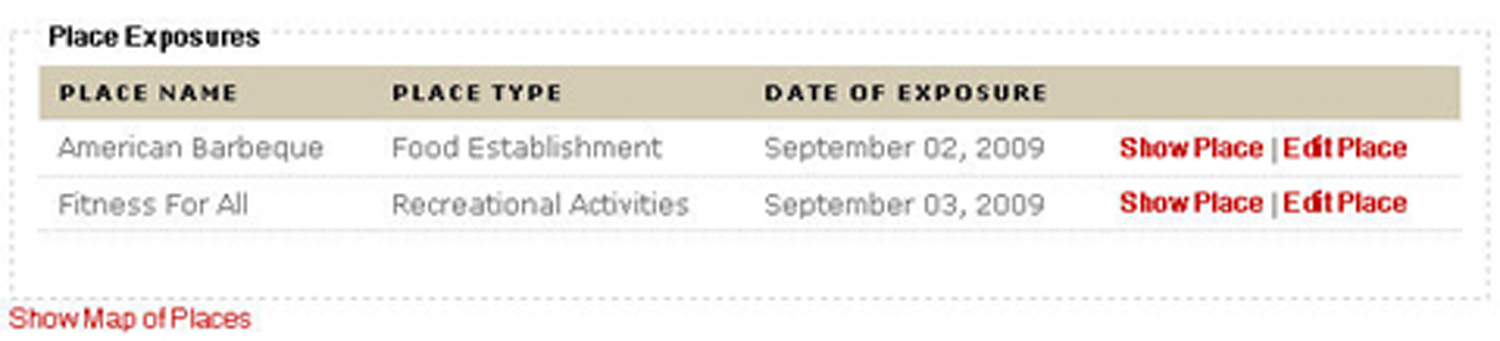 Place Exposures
PLACE NAME PLACE TYPE DATE OF EXPOSURE
American Barbeque Food Establishment September 02, 2009 Show Place | Edit Place
Fitness For All Recreational Activities September 03, 2009 Show Place | Edit Place
Show Map of Places